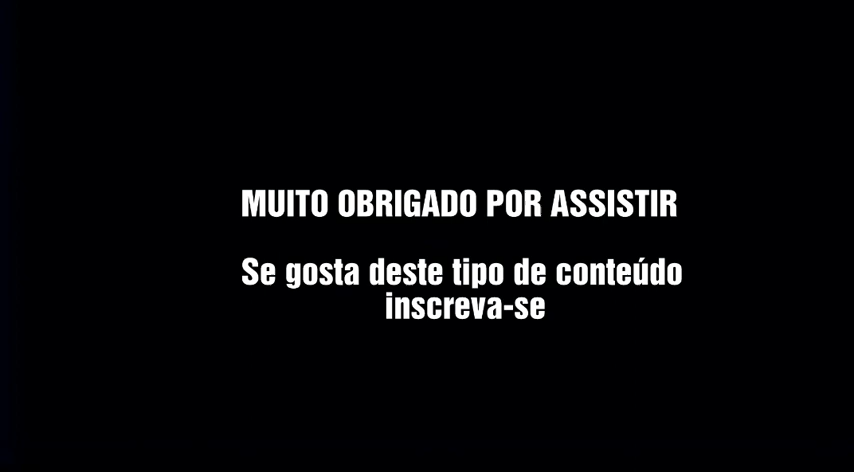 MUITO OBRIGADO POR ASSISTIR
Se gosta deste tipo de conteúdo
inscreva-se